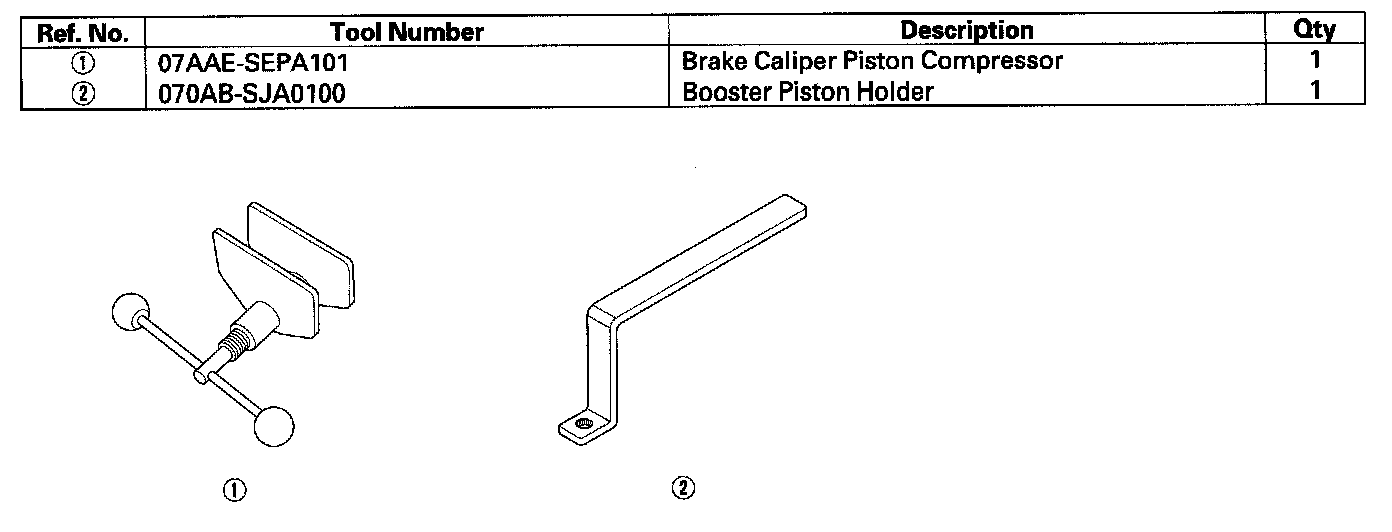 Ref. No. Tool Number Description Qty
① 07AAE-SEPA101 Brake Caliper Piston Compressor 1
② 070AB-SJA0100 Booster Piston Holder 1
① ②